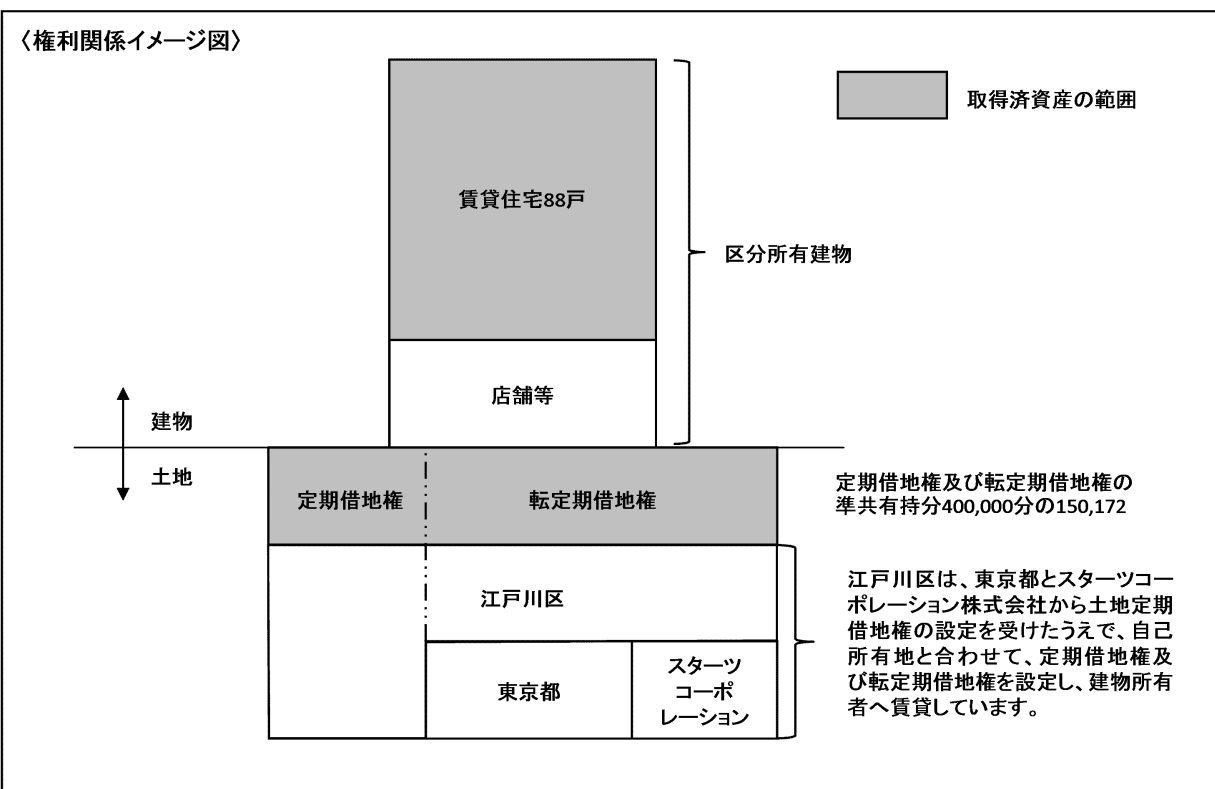 〈権利関係イメージ図〉
取得済資産の範囲
賃貸住宅88戸
区分所有建物
店舗等
建物
土地
定期借地権
転定期借地権
定期借地権及び転定期借地権の
準共有持分400,000分の150,172
江戸川区
東京都
スターツ
コーポ
レーション
江戸川区は、東京都とスターツコー
ポレーション株式会社から土地定期
借地権の設定を受けたうえで、自己
所有地と合わせて、定期借地権及
び転定期借地権を設定し、建物所有
者へ賃貸しています。